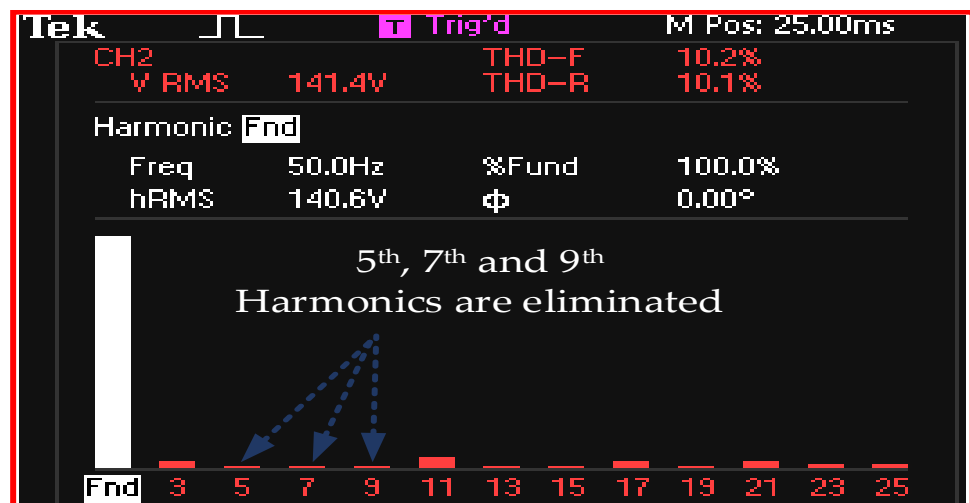 Tek T Trig'd M Pos: 25.00ms
CH2 THD-F 10.2%
V RMS 141.4V THD-R 10.1%
Harmonic Fnd
Freq 50.0Hz %Fund 100.0%
hRMS 140.6V ϕ 0.00°
5th, 7th and 9th
Harmonics are eliminated
Fnd 3 5 7 9 11 13 15 17 19 21 23 25